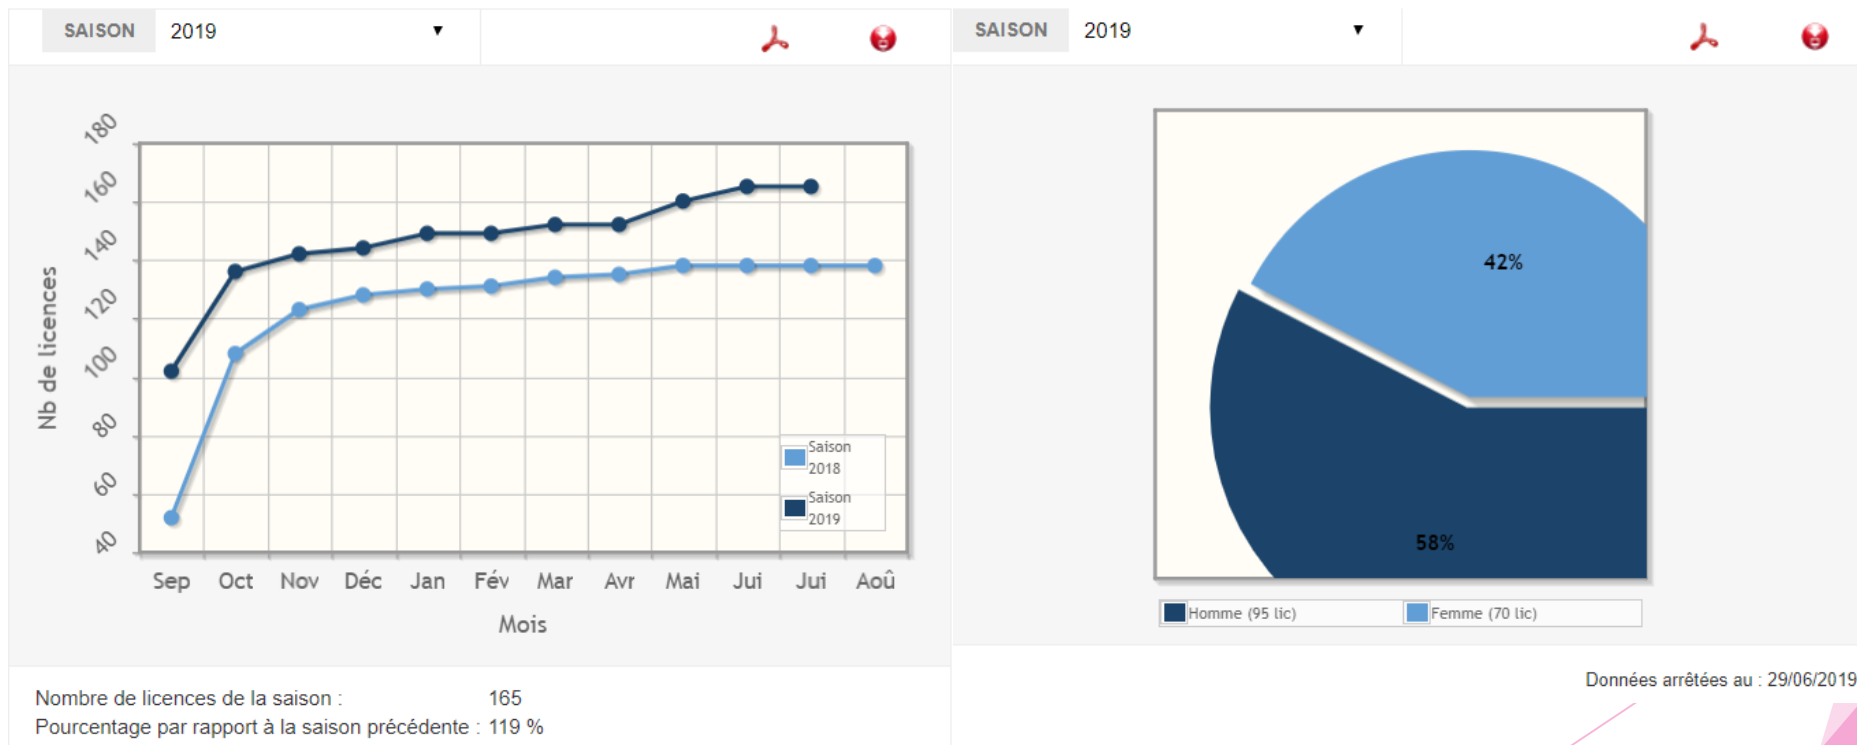 SAISON 2019
180
160
140
120
100
80
60
40
Nb de licences
Saison
2018
Saison
2019
Sep Oct Nov Déc Jan Fév Mar Avr Mai Jui Jui Aoû
Mois
Nombre de licences de la saison : 165
Pourcentage par rapport à la saison précédente : 119 %
SAISON 2019
42%
58%
Homme (95 lic) Femme (70 lic)
Données arrêtées au : 29/06/2019